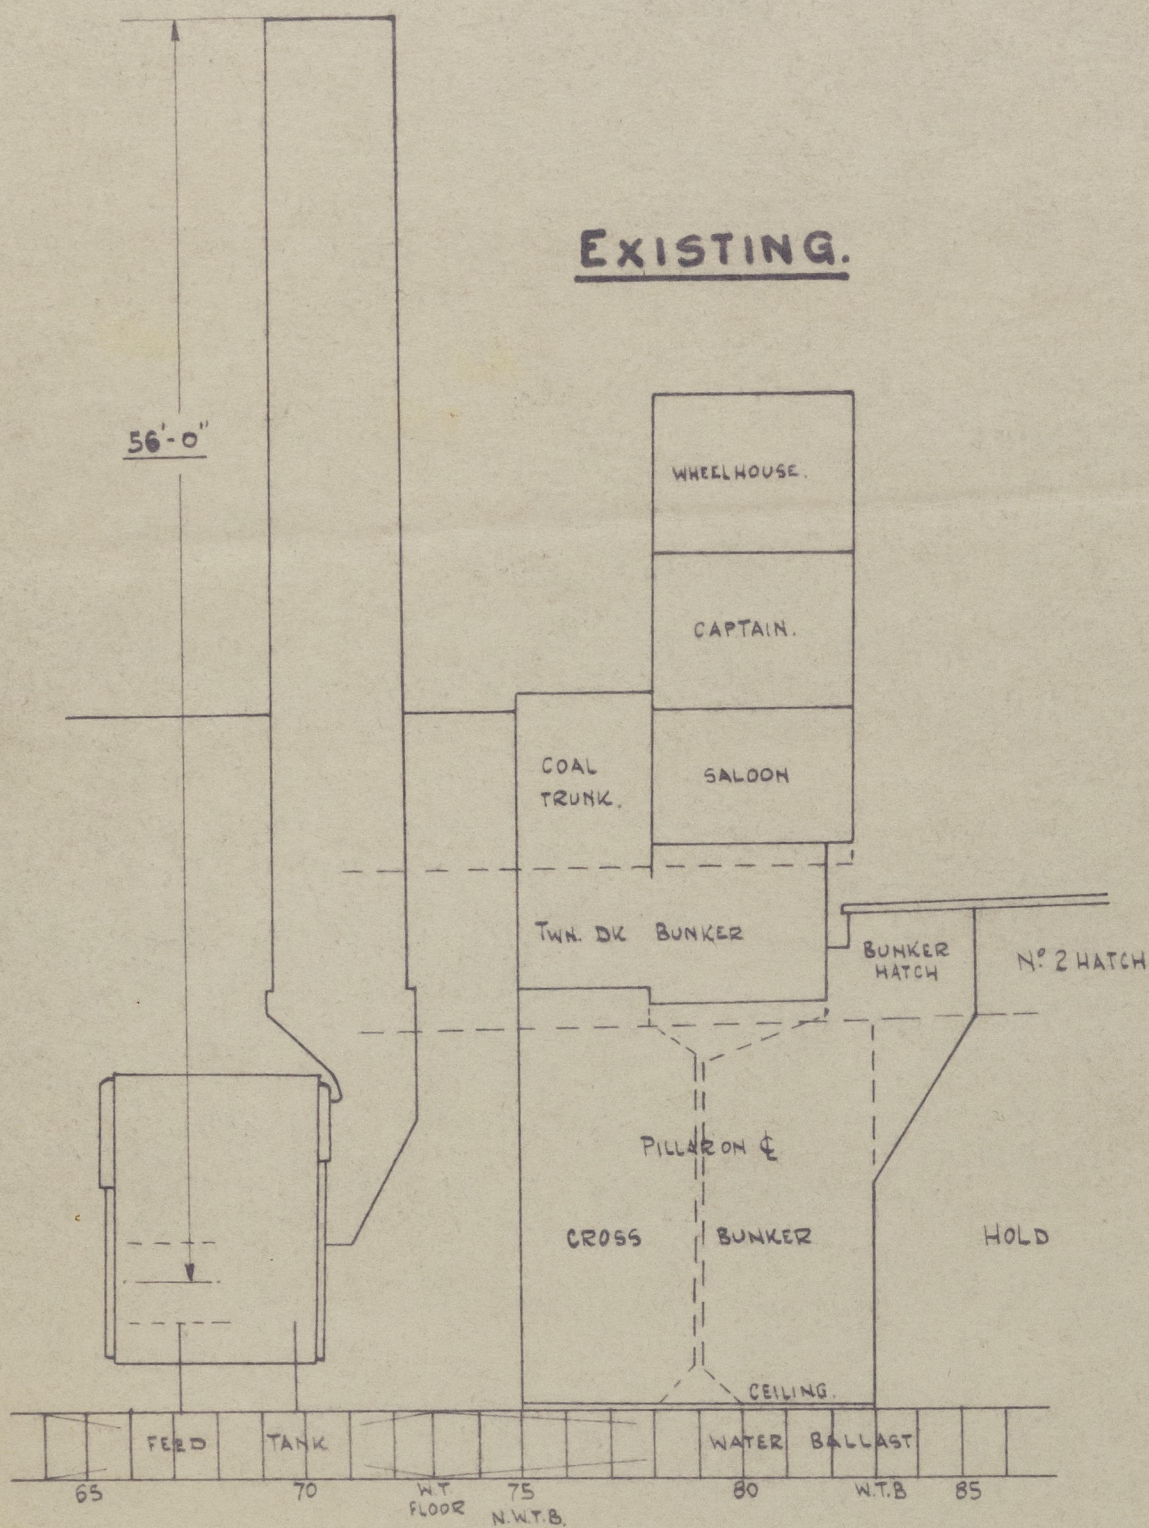 EXISTING.
56'-0"
WHEELHOUSE.
CAPTAIN.
COAL
TRUNK.
SALOON
TWN. DK BUNKER
BUNKER
HATCH
Nº 2 HATCH
PILLAR ON ℄
CROSS BUNKER
HOLD
CEILING.
FEED TANK
WATER BALLAST
65 70 W.T. 75 80 W.T.B 85
FLOOR
N.W.T.B.